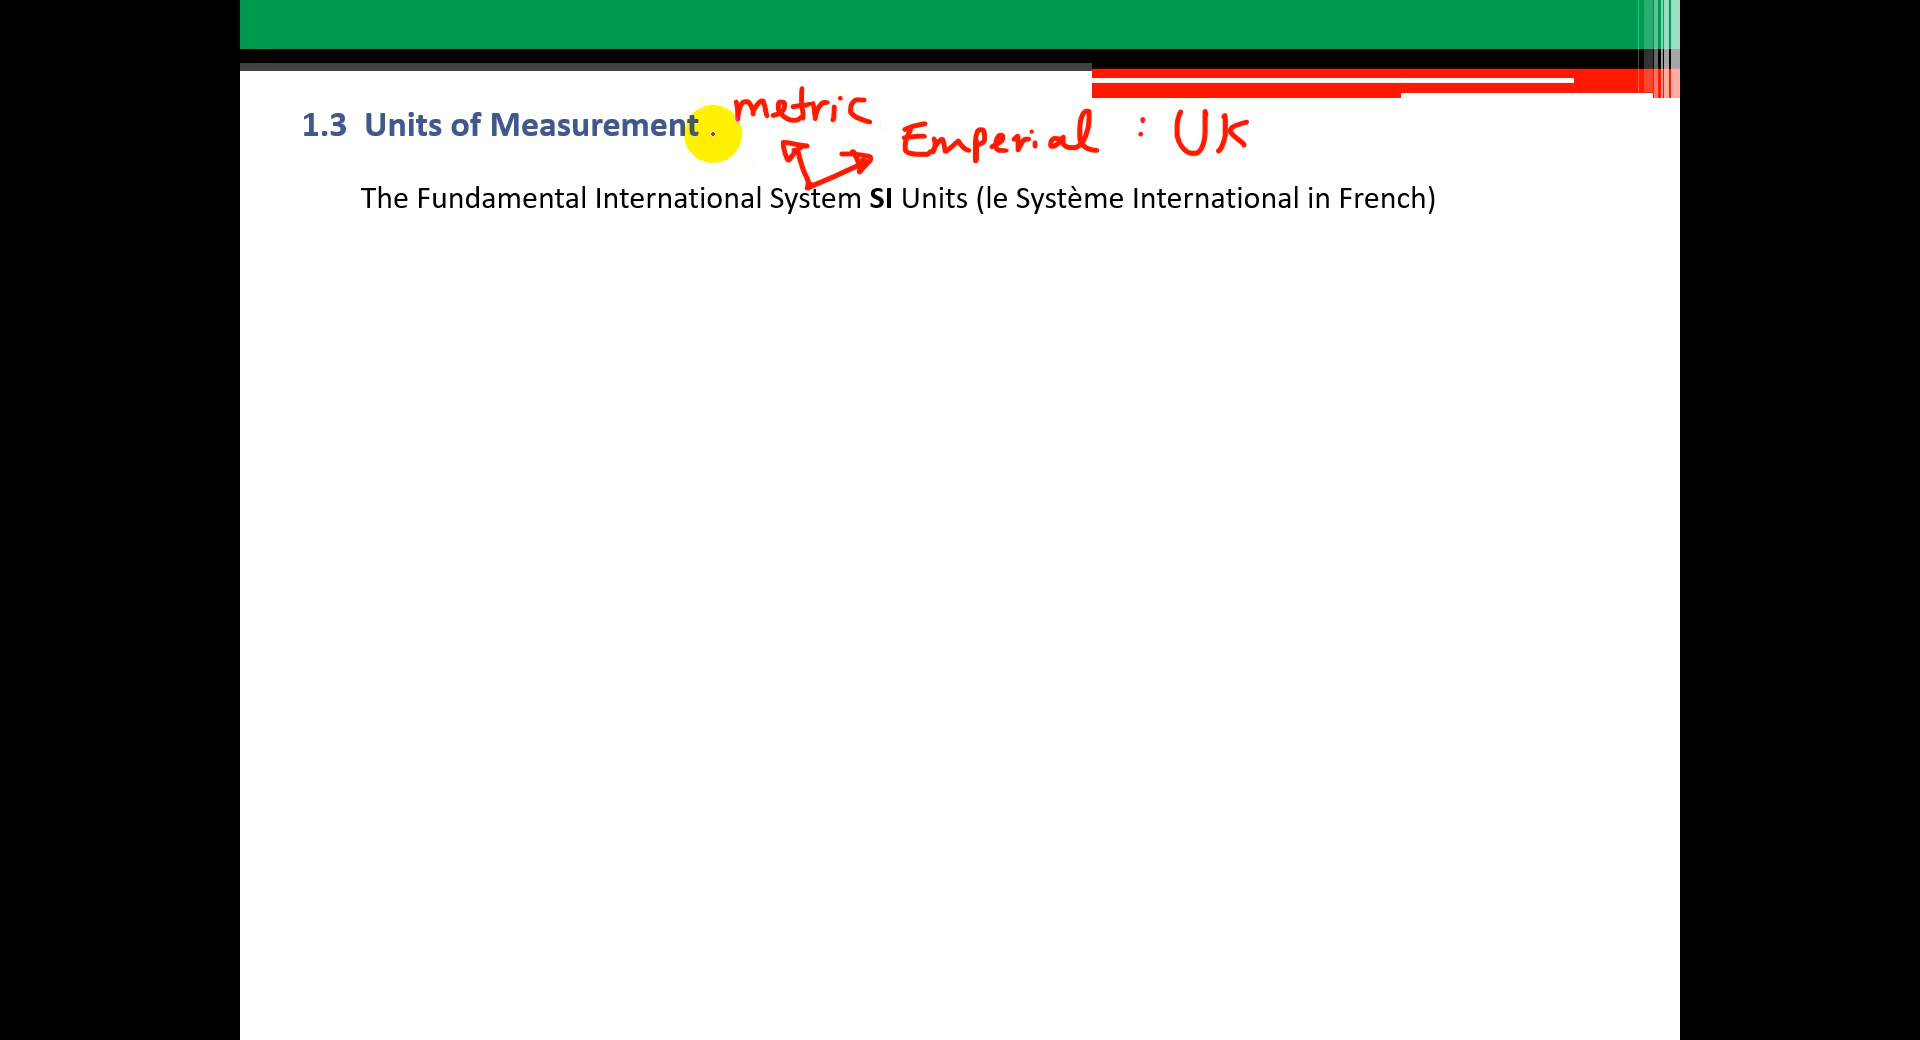 1.3 Units of Measurement metric
Emperial : UK
The Fundamental International System SI Units (le Système International in French)